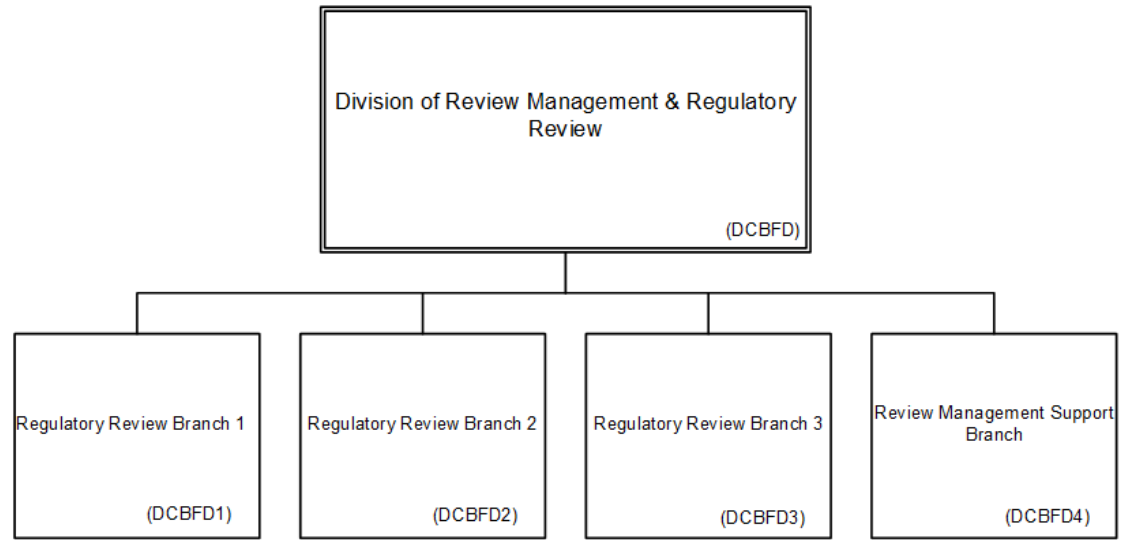 Division of Review Management & Regulatory
Review
(DCBFD)
Regulatory Review Branch 1
(DCBFD1)
Regulatory Review Branch 2
(DCBFD2)
Regulatory Review Branch 3
(DCBFD3)
Review Management Support
Branch
(DCBFD4)